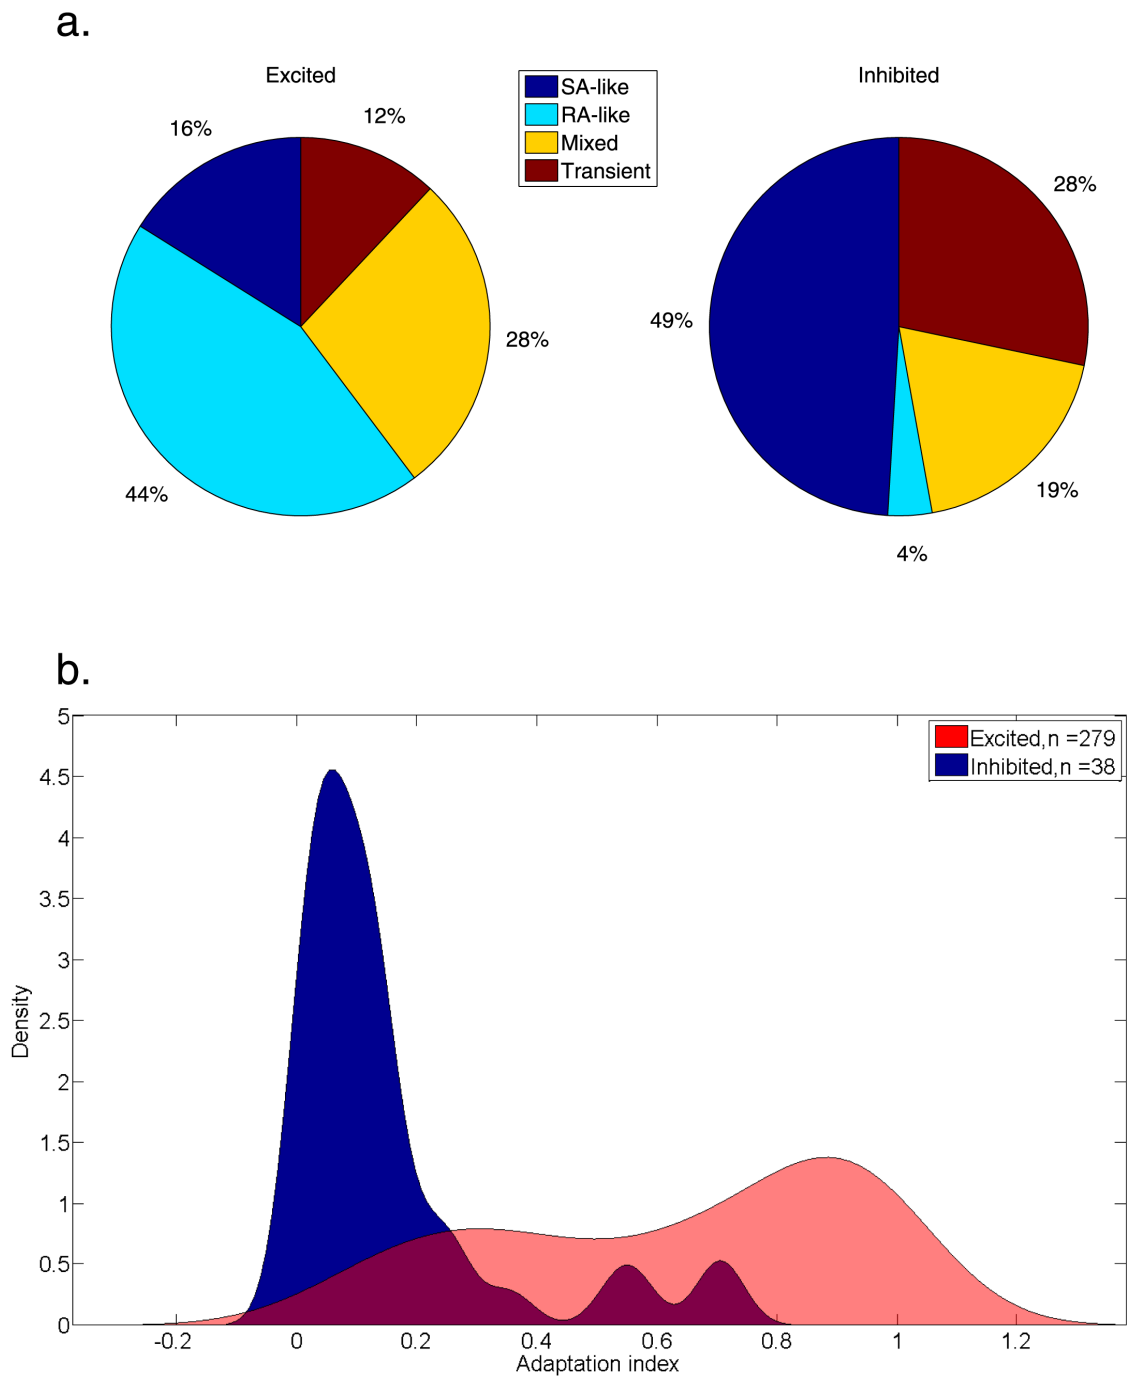 a.
Excited
Inhibited
SA-like
RA-like
Mixed
Transient
16%
12%
28%
44%
28%
49%
19%
4%
b.
5
4.5
4
3.5
3
2.5
2
1.5
1
0.5
0
Density
Excited,n =279
Inhibited,n =38
-0.2 0 0.2 0.4 0.6 0.8 1 1.2
Adaptation index